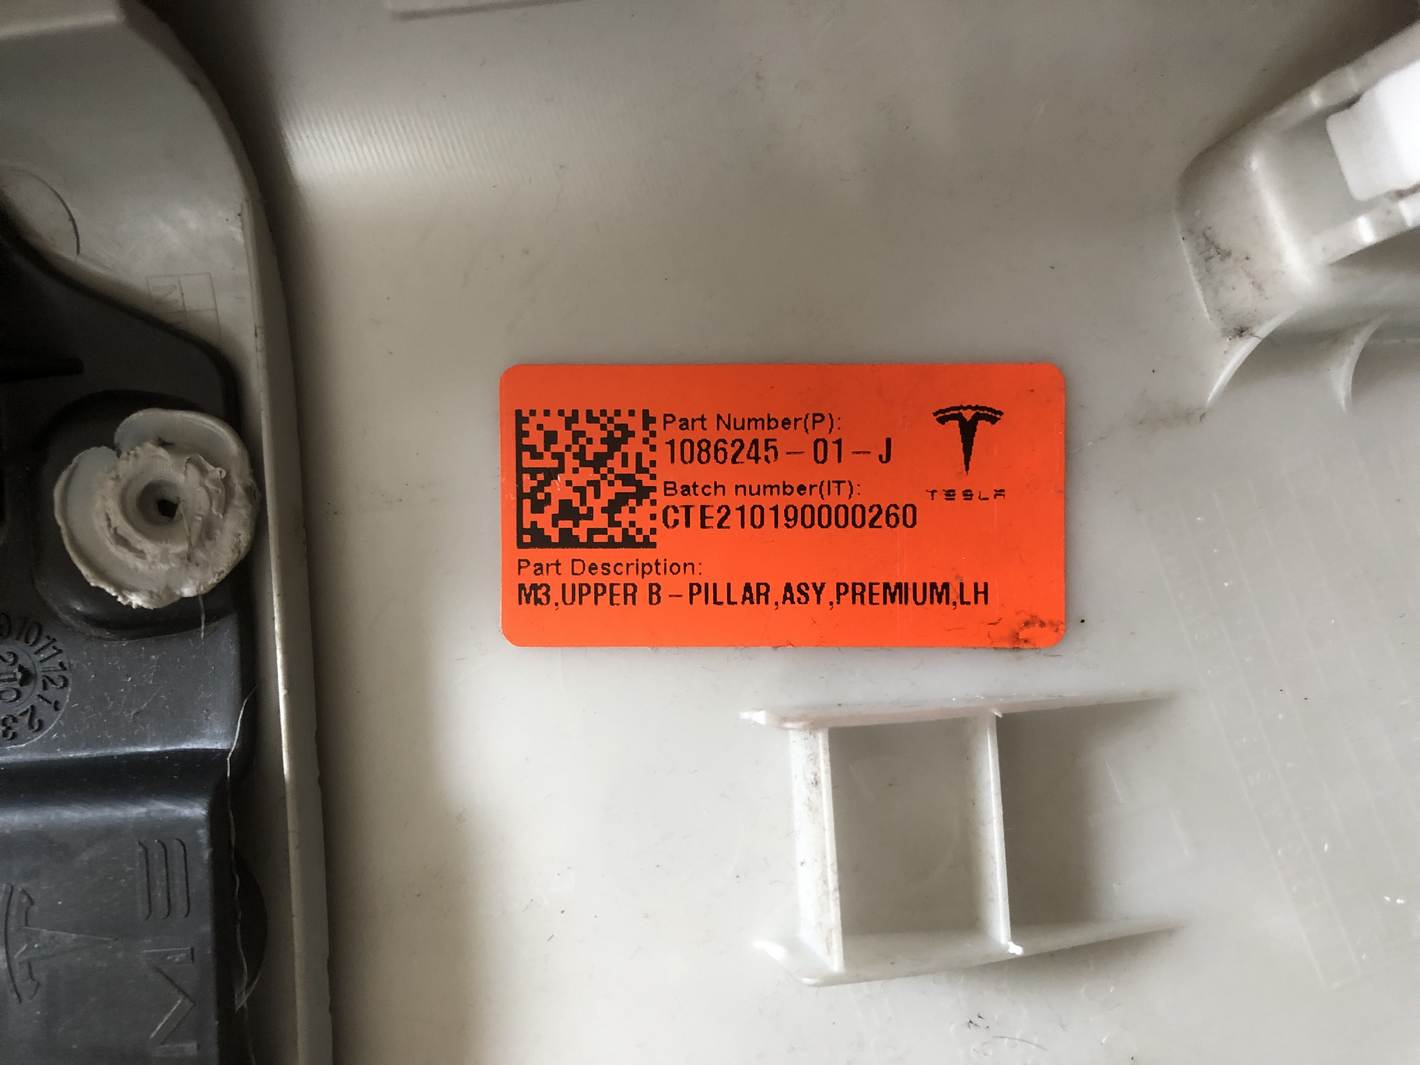 Part Number(P):
1086245-01-J
Batch number(IT):
CTE210190000260
TESLA
Part Description:
M3,UPPER B-PILLAR,ASY,PREMIUM,LH